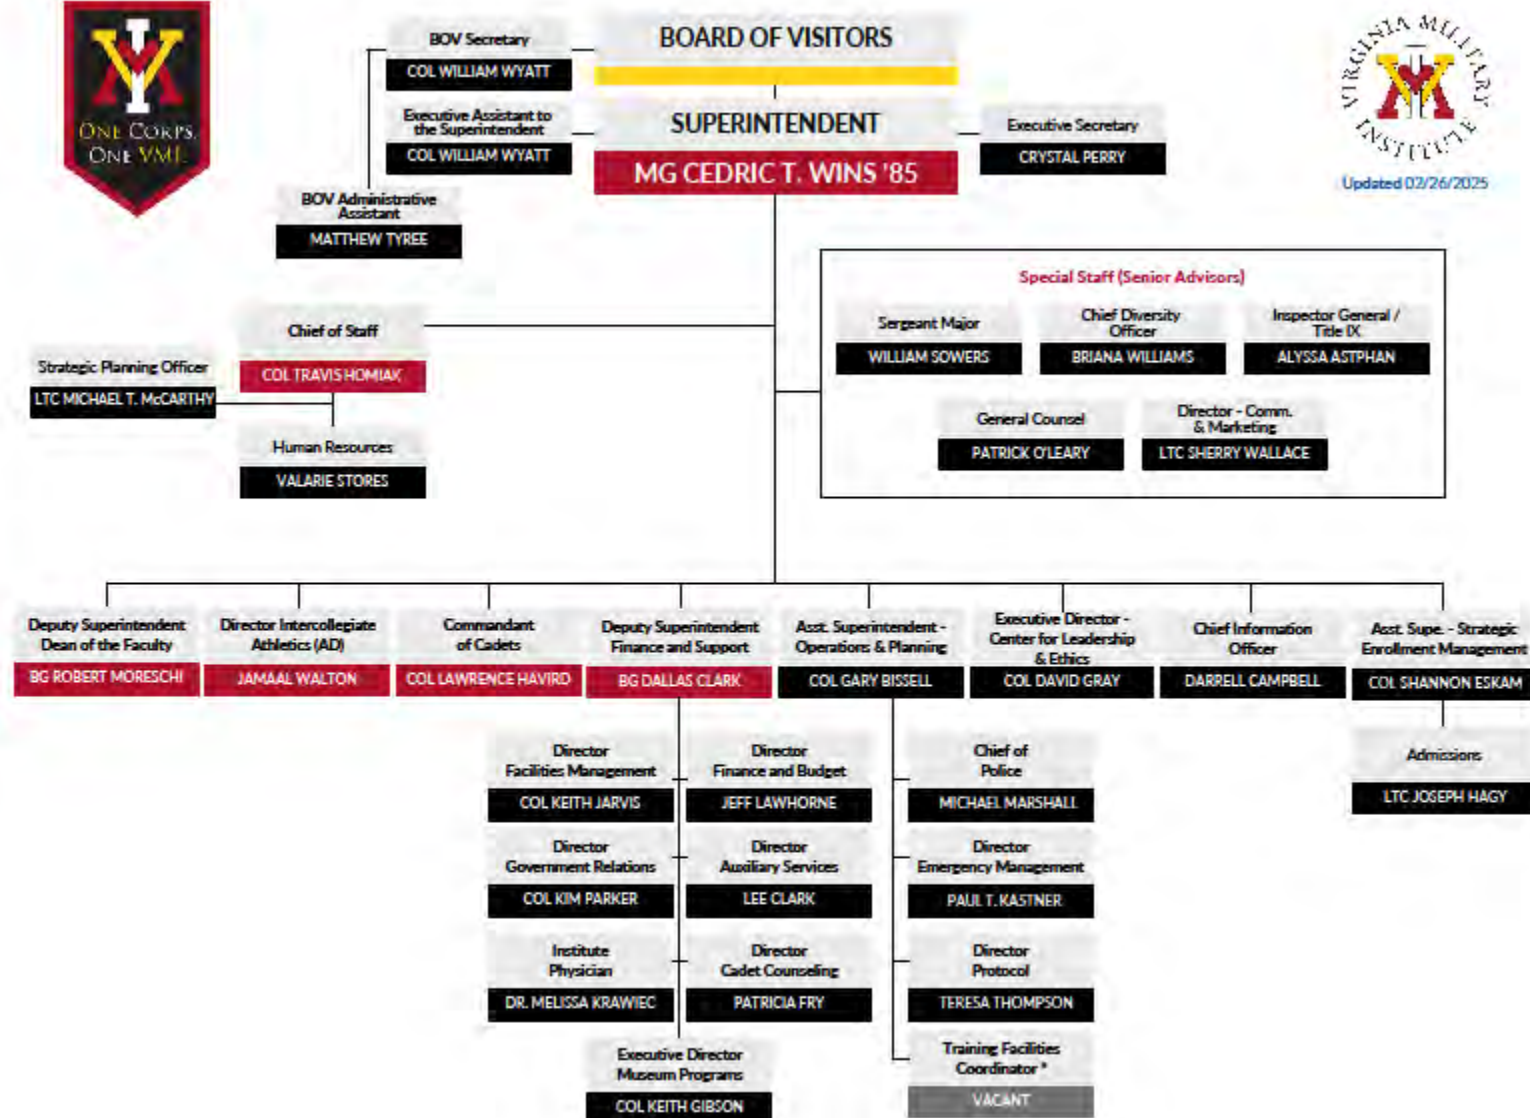 ONE CORPS.
ONE VMI.
BOV Secretary
COL WILLIAM WYATT
BOARD OF VISITORS
Executive Assistant to
the Superintendent
COL WILLIAM WYATT
SUPERINTENDENT
MG CEDRIC T. WINS '85
Executive Secretary
CRYSTAL PERRY
VIRGINIA MILITARY
INSTITUTE
Updated 02/26/2025
BOV Administrative
Assistant
MATTHEW TYREE
Special Staff (Senior Advisors)
Sergeant Major
WILLIAM SOWERS
Chief Diversity
Officer
BRIANA WILLIAMS
Inspector General /
Title IX
ALYSSA ASTPHAN
General Counsel
PATRICK O'LEARY
Director - Comm.
& Marketing
LTC SHERRY WALLACE
Chief of Staff
COL TRAVIS HOMIAK
Strategic Planning Officer
LTC MICHAEL T. McCARTHY
Human Resources
VALARIE STORES
Deputy Superintendent
Dean of the Faculty
BG ROBERT MORESCHI
Director Intercollegiate
Athletics (AD)
JAMAAL WALTON
Commandant
of Cadets
COL LAWRENCE HAVIRD
Deputy Superintendent
Finance and Support
BG DALLAS CLARK
Asst. Superintendent -
Operations & Planning
COL GARY BISSELL
Executive Director -
Center for Leadership
& Ethics
COL DAVID GRAY
Chief Information
Officer
DARRELL CAMPBELL
Asst. Supe. - Strategic
Enrollment Management
COL SHANNON ESKAM
Director
Facilities Management
COL KEITH JARVIS
Director
Finance and Budget
JEFF LAWHORNE
Chief of
Police
MICHAEL MARSHALL
Admissions
LTC JOSEPH HAGY
Director
Government Relations
COL KIM PARKER
Director
Auxiliary Services
LEE CLARK
Director
Emergency Management
PAUL T. KASTNER
Institute
Physician
DR. MELISSA KRAWIEC
Director
Cadet Counseling
PATRICIA FRY
Director
Protocol
TERESA THOMPSON
Executive Director
Museum Programs
COL KEITH GIBSON
Training Facilities
Coordinator *
VACANT